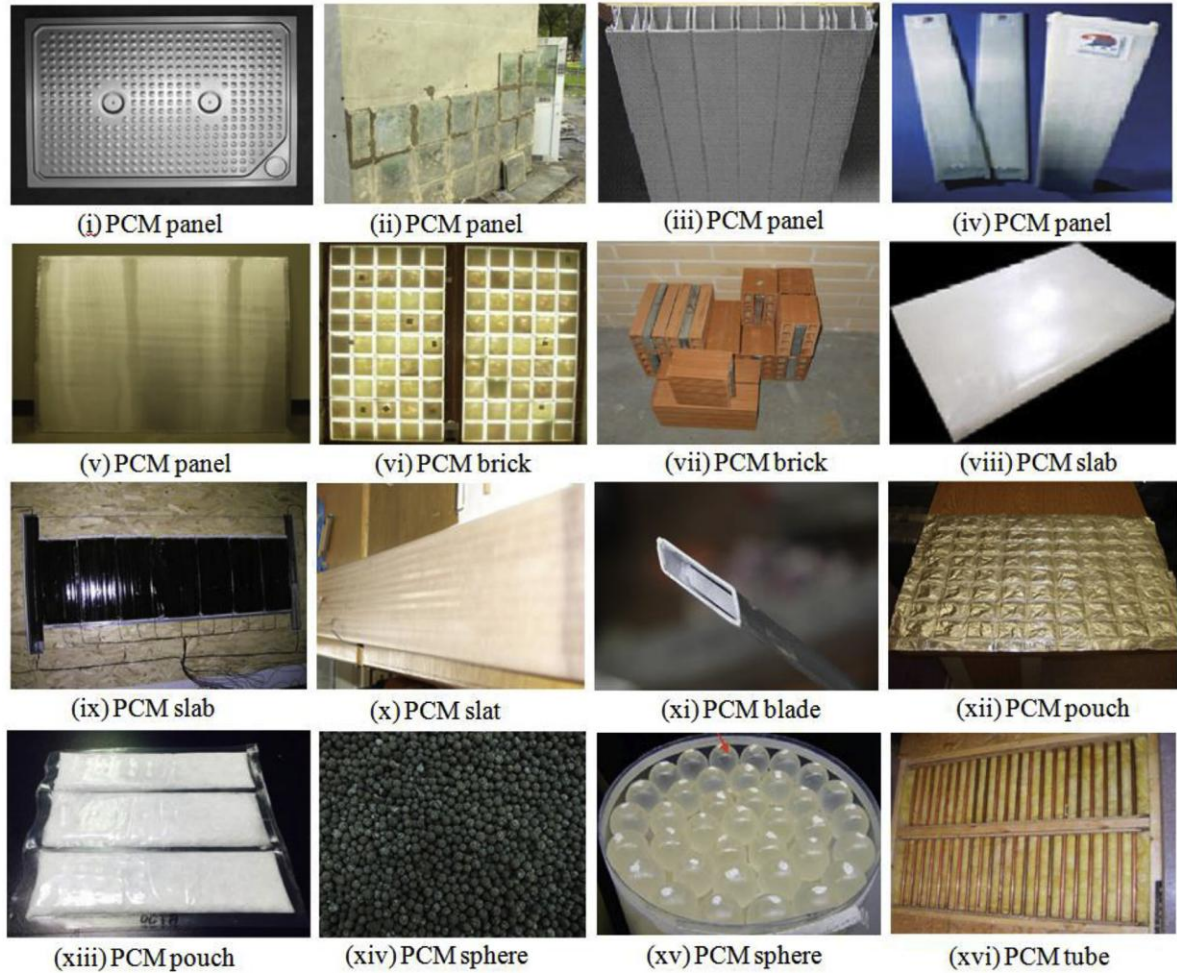 (i) PCM panel
(ii) PCM panel
(iii) PCM panel
(iv) PCM panel
(v) PCM panel
(vi) PCM brick
(vii) PCM brick
(viii) PCM slab
(ix) PCM slab
(x) PCM slat
(xi) PCM blade
(xii) PCM pouch
(xiii) PCM pouch
(xiv) PCM sphere
(xv) PCM sphere
(xvi) PCM tube